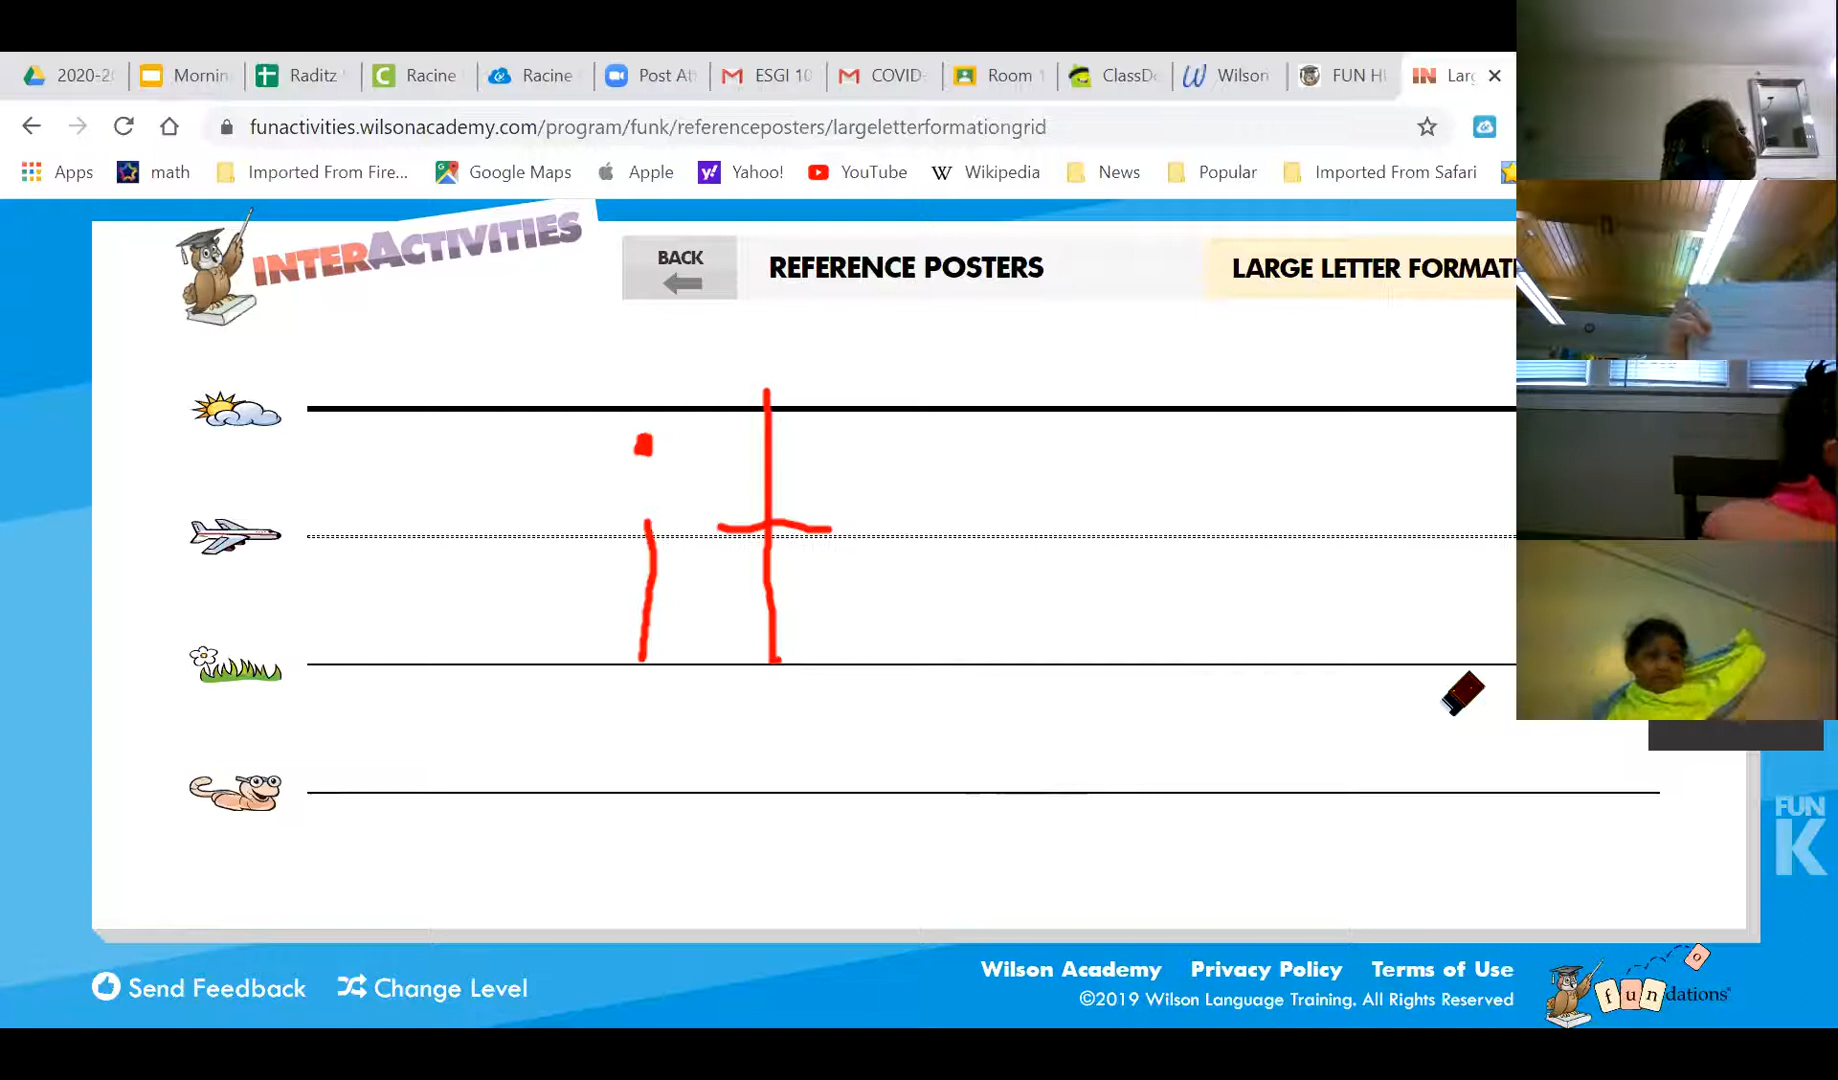 2020-20 Mornin Raditz Racine Racine Post At ESGI 10 COVID- Room 1 ClassDo Wilson FUN H Larg
funactivities.wilsonacademy.com/program/funk/referenceposters/largeletterformationgrid
Apps math Imported From Fire... Google Maps Apple Yahoo! YouTube Wikipedia News Popular Imported From Safari
INTERACTIVITIES
BACK
REFERENCE POSTERS
LARGE LETTER FORMATI
it
FUN
K
Send Feedback
Change Level
Wilson Academy Privacy Policy Terms of Use
©2019 Wilson Language Training. All Rights Reserved
fundations